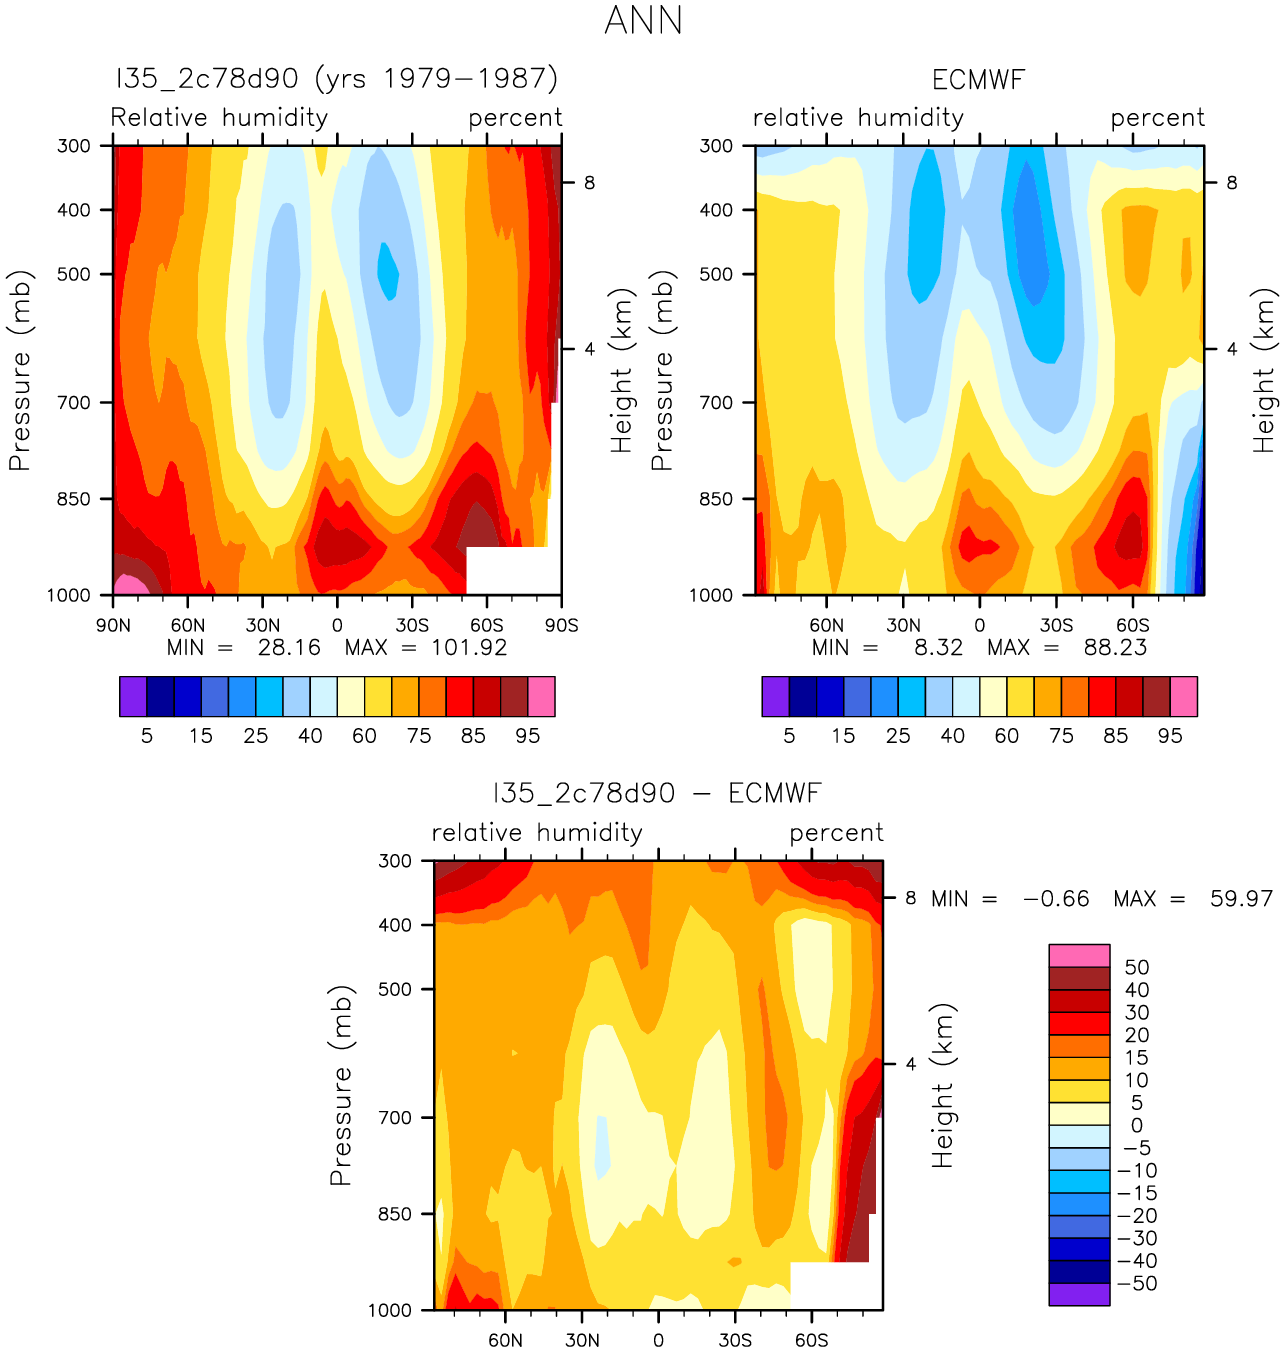 ANN
I35_2c78d90 (yrs 1979-1987)
Relative humidity percent
300
400
500
700
850
1000
Pressure (mb)
8
4
Height (km)
90N 60N 30N 0 30S 60S 90S
MIN = 28.16 MAX = 101.92
5 15 25 40 60 75 85 95
ECMWF
relative humidity percent
300
400
500
700
850
1000
Pressure (mb)
8
4
Height (km)
60N 30N 0 30S 60S
MIN = 8.32 MAX = 88.23
5 15 25 40 60 75 85 95
I35_2c78d90 - ECMWF
relative humidity percent
300
400
500
700
850
1000
Pressure (mb)
8
4
Height (km)
60N 30N 0 30S 60S
MIN = -0.66 MAX = 59.97
50
40
30
20
15
10
5
0
-5
-10
-15
-20
-30
-40
-50